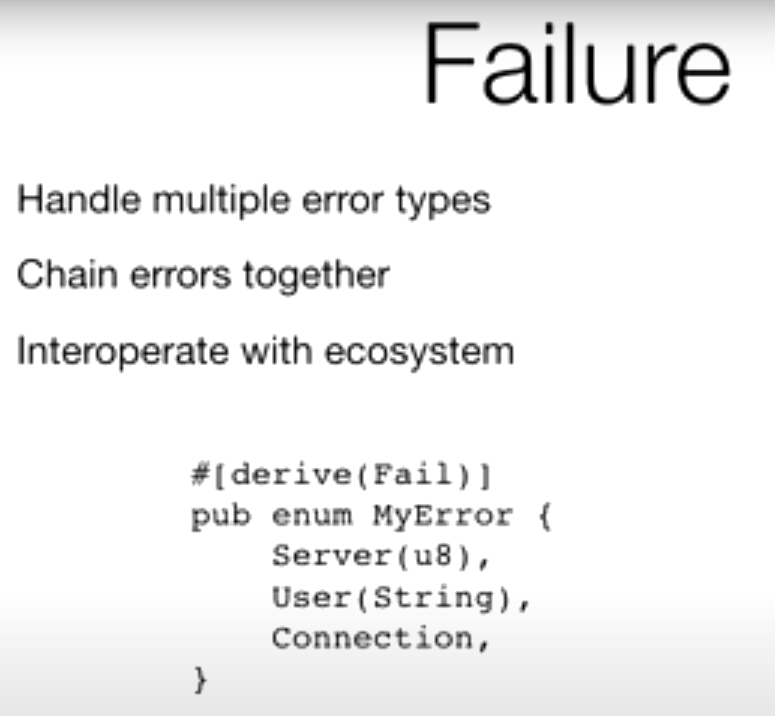 Failure
Handle multiple error types
Chain errors together
Interoperate with ecosystem
#[derive(Fail)]
pub enum MyError {
    Server(u8),
    User(String),
    Connection,
}